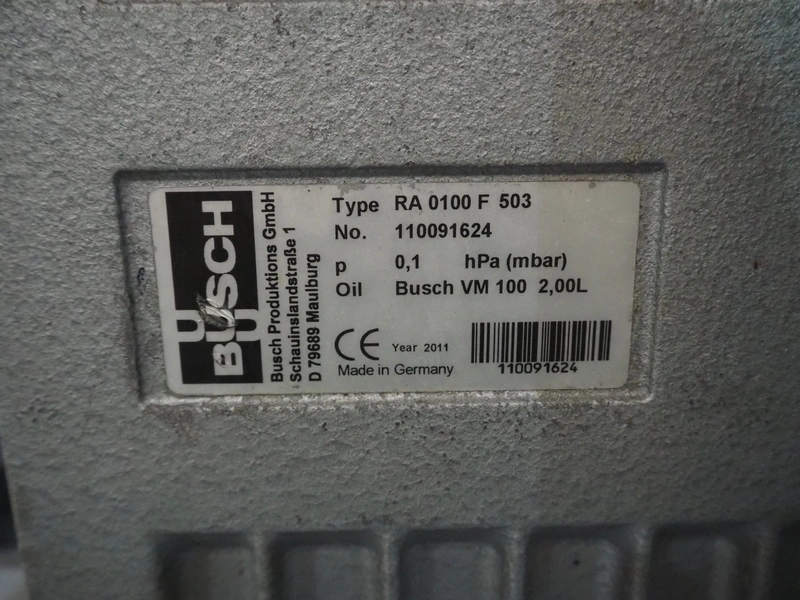 BUSCH
Busch Produktions GmbH
Schauinslandstraße 1
D 79689 Maulburg
Type RA 0100 F 503
No. 110091624
p 0,1 hPa (mbar)
Oil Busch VM 100 2,00L
CE Year 2011
Made in Germany
110091624